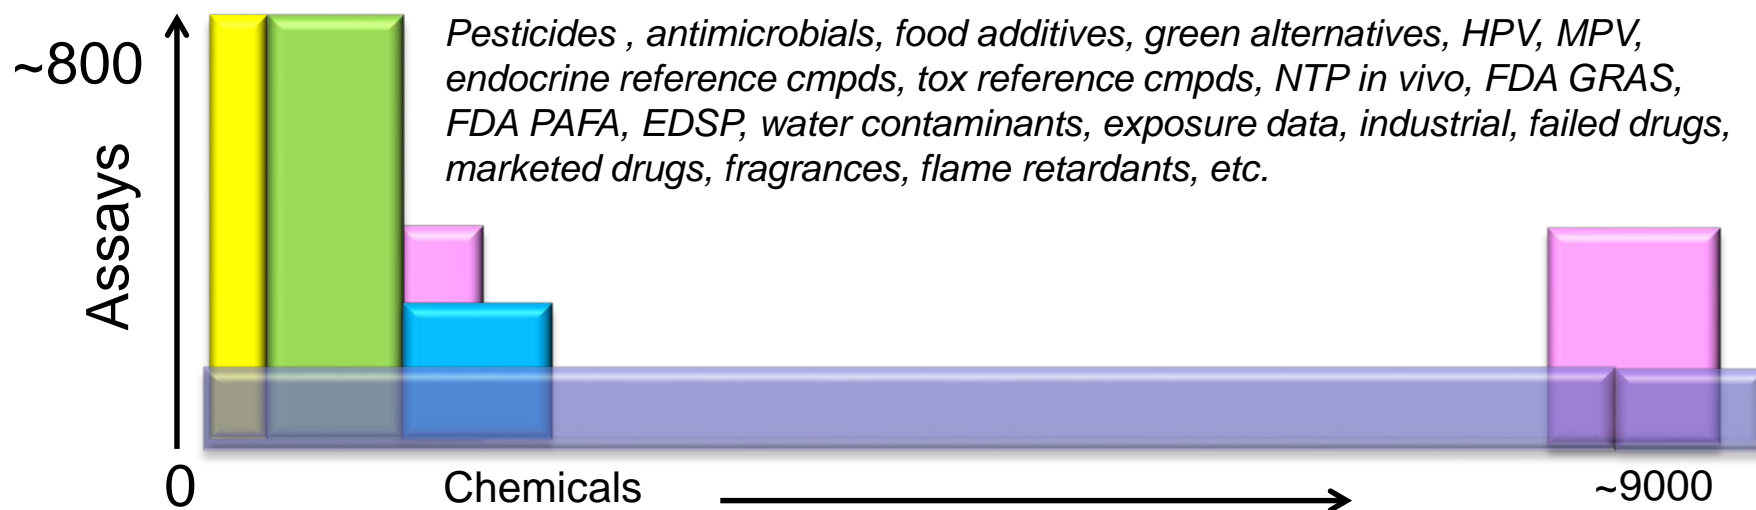 Pesticides , antimicrobials, food additives, green alternatives, HPV, MPV,
endocrine reference cmpds, tox reference cmpds, NTP in vivo, FDA GRAS,
FDA PAFA, EDSP, water contaminants, exposure data, industrial, failed drugs,
marketed drugs, fragrances, flame retardants, etc.
~800
Assays
0
Chemicals
~9000